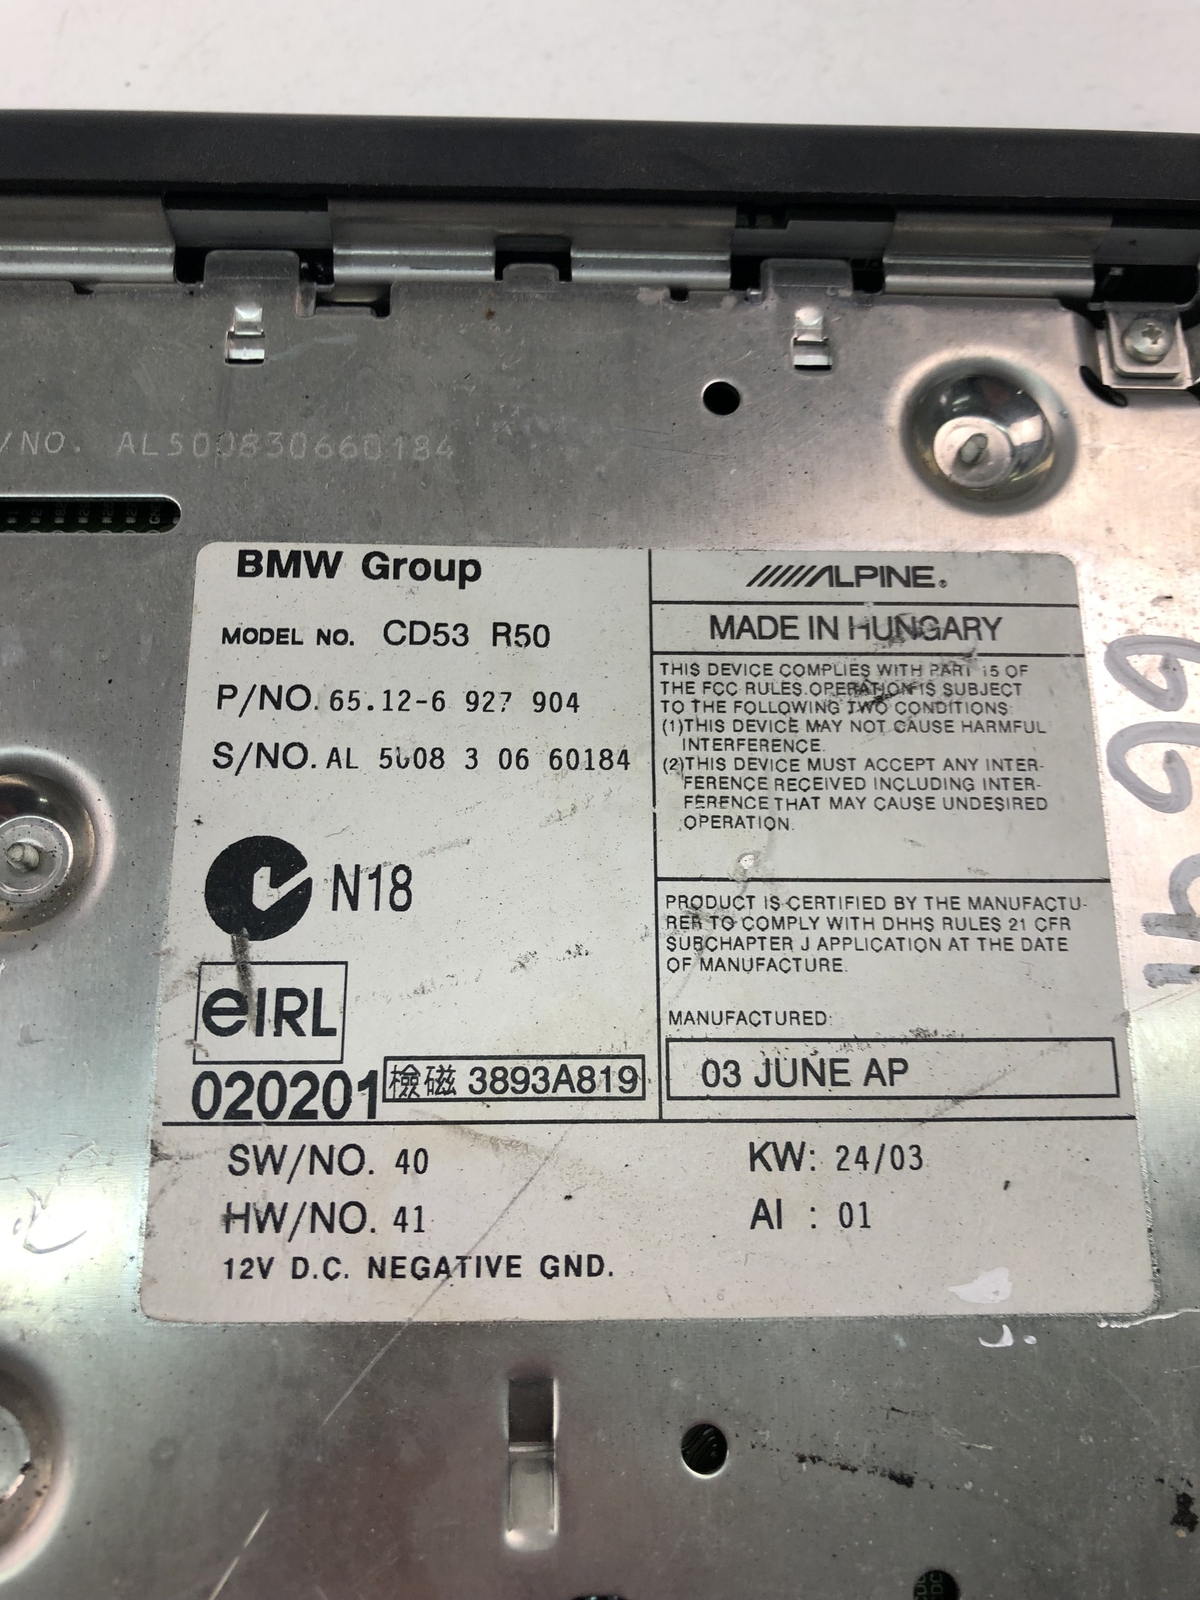 /NO. AL500830660184
BMW Group
MODEL NO. CD53 R50
P/NO. 65.12-6 927 904
S/NO. AL 5008 3 06 60184
N18
eIRL
020201
檢磁 3893A819
ALPINE®
MADE IN HUNGARY
THIS DEVICE COMPLIES WITH PART 15 OF
THE FCC RULES. OPERATION IS SUBJECT
TO THE FOLLOWING TWO CONDITIONS:
(1)THIS DEVICE MAY NOT CAUSE HARMFUL
INTERFERENCE.
(2)THIS DEVICE MUST ACCEPT ANY INTER-
FERENCE RECEIVED INCLUDING INTER-
FERENCE THAT MAY CAUSE UNDESIRED
OPERATION.
PRODUCT IS CERTIFIED BY THE MANUFACTU-
RER TO COMPLY WITH DHHS RULES 21 CFR
SUBCHAPTER J APPLICATION AT THE DATE
OF MANUFACTURE.
MANUFACTURED:
03 JUNE AP
SW/NO. 40
KW: 24/03
HW/NO. 41
AI : 01
12V D.C. NEGATIVE GND.